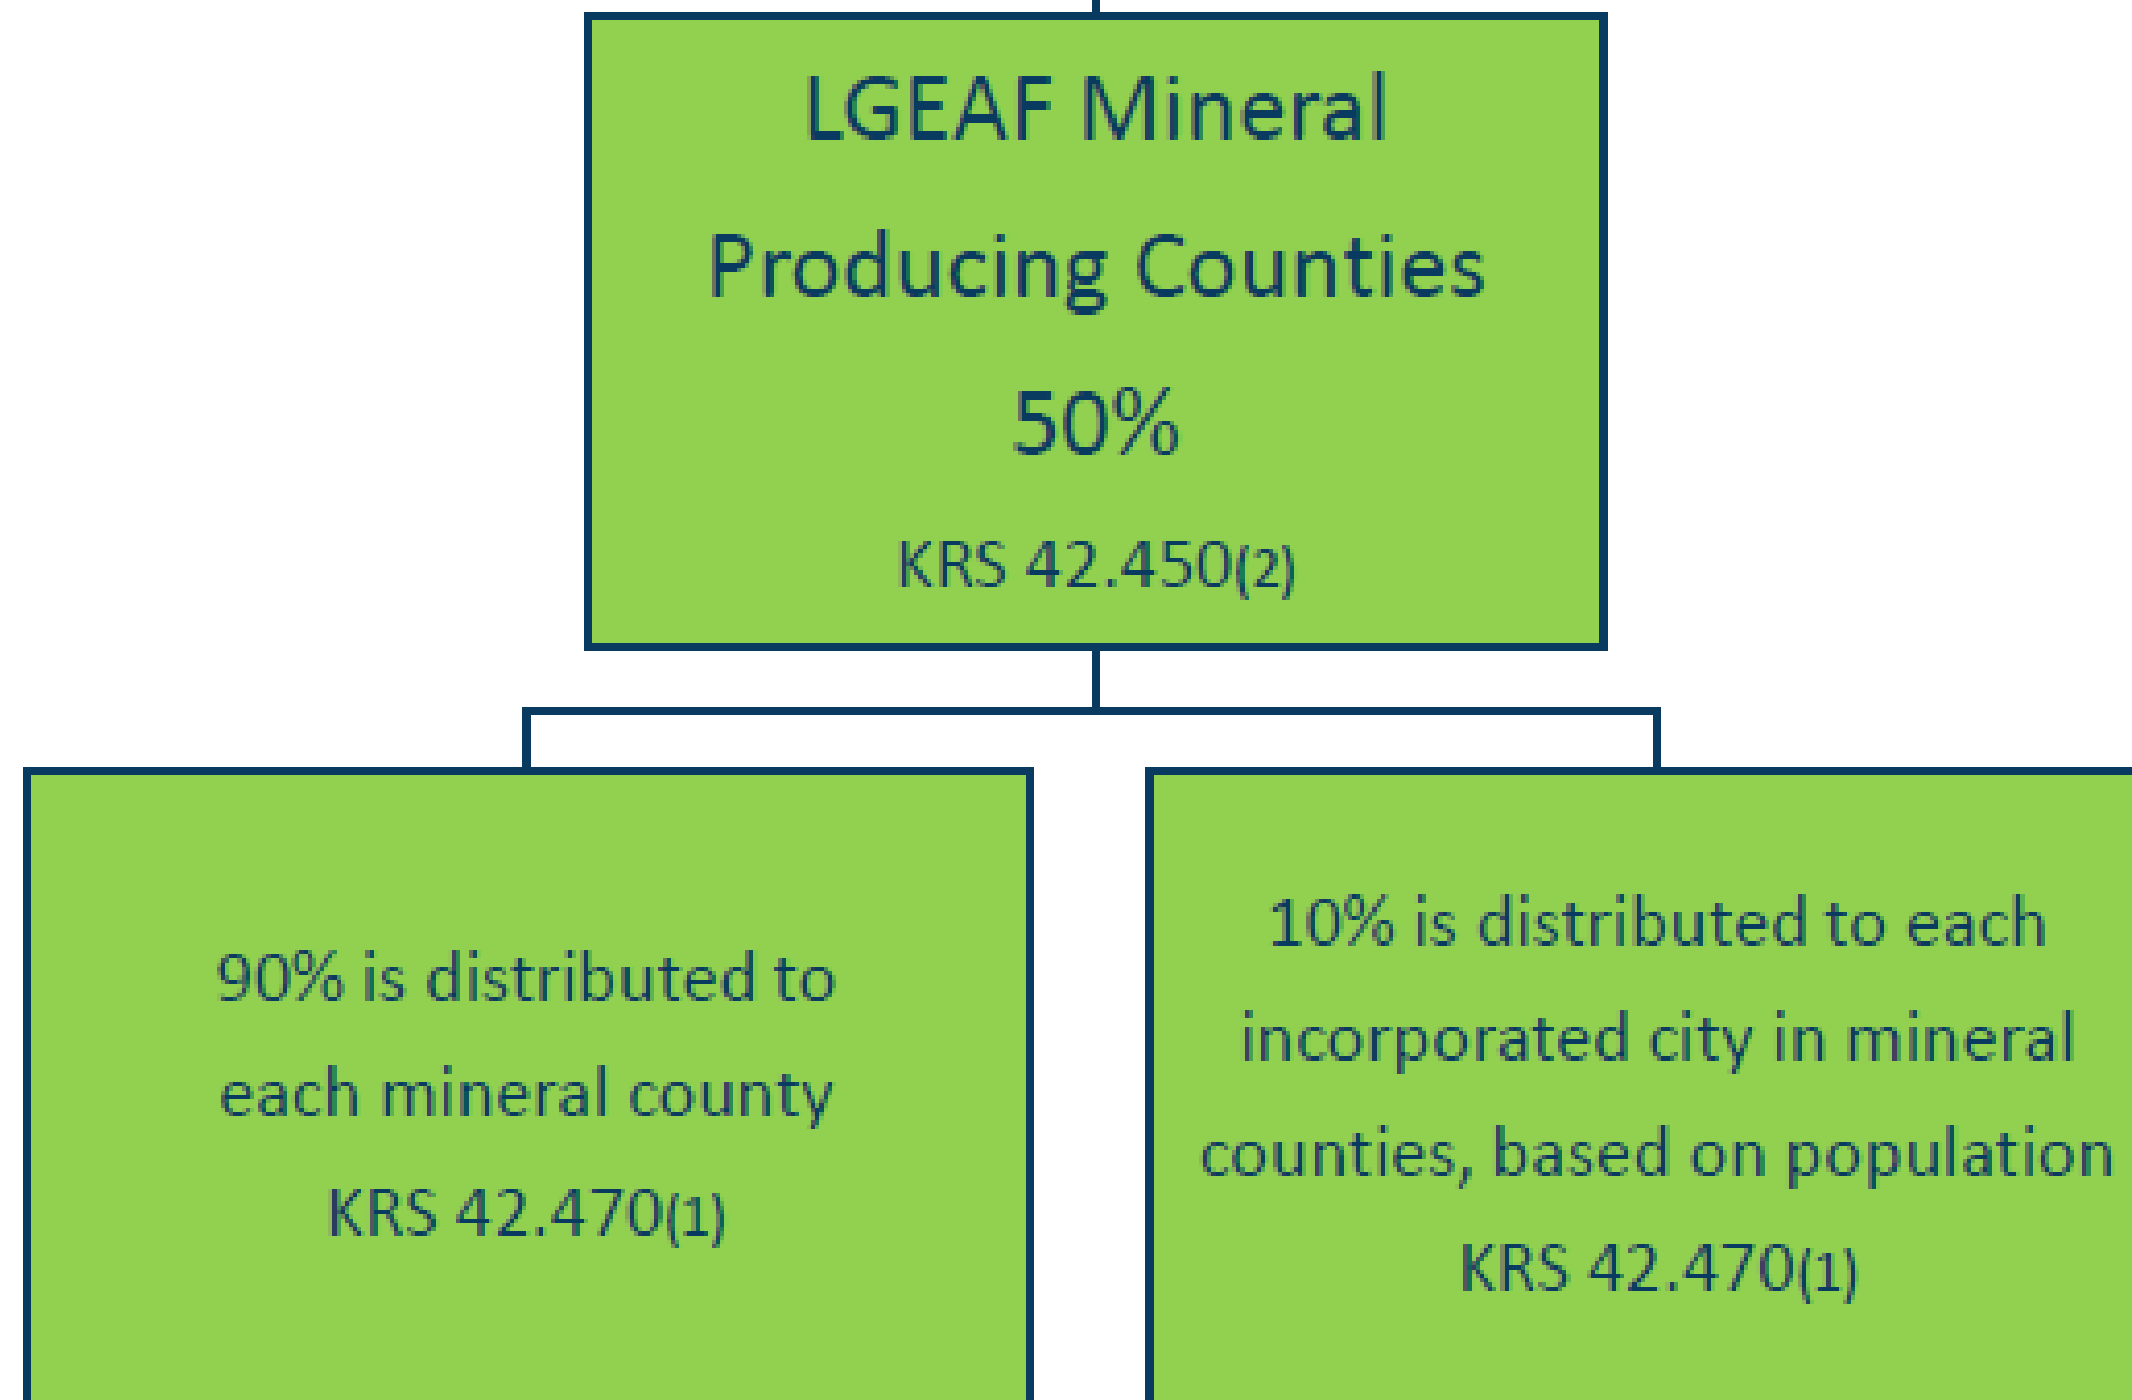 LGEAF Mineral
Producing Counties
50%
KRS 42.450(2)
90% is distributed to
each mineral county
KRS 42.470(1)
10% is distributed to each
incorporated city in mineral
counties, based on population
KRS 42.470(1)